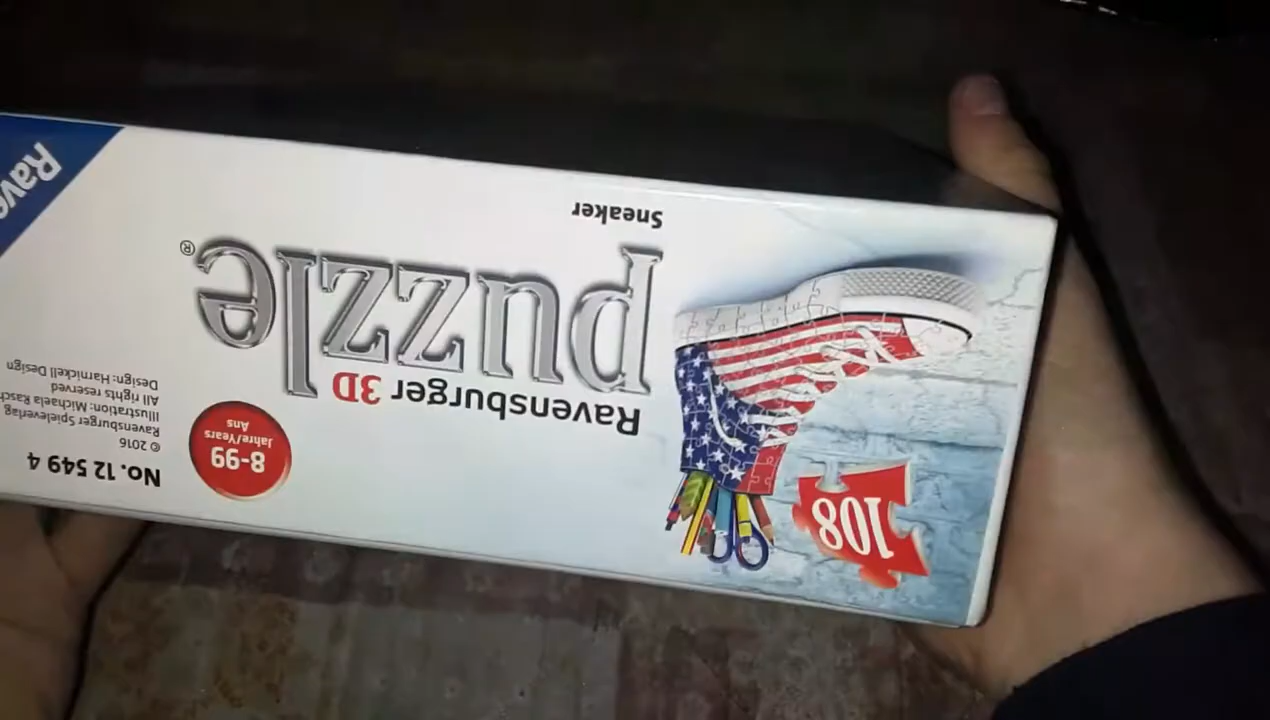 Ravensburger 3D
puzzle®
Sneaker
108
8-99
Jahre/Years
Ans
No. 12 549 4
© 2016
Ravensburger Spieleverlag
Illustration: Michaela
All rights reserved
Design: Harnickell Design